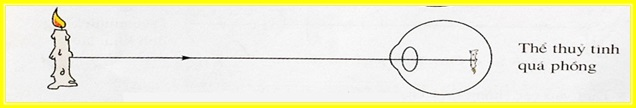 Thể thuỷ tinh
quá phồng